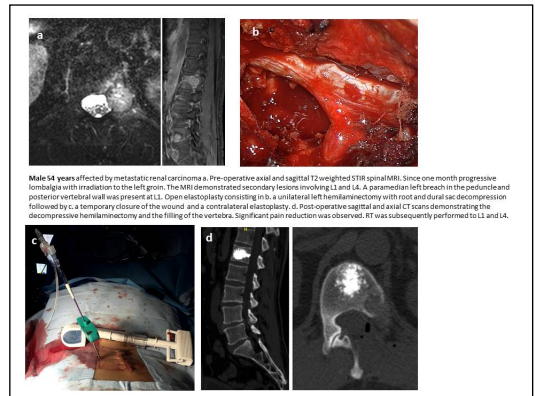 a
b
Male 54 years affected by metastatic renal carcinoma a. Pre-operative axial and sagittal T2 weighted STIR spinal MRI. Since one month progressive
lombalgia with irradiation to the left groin. The MRI demonstrated secondary lesions involving L1 and L4. A paramedian left breach in the peduncle and
posterior vertebral wall was present at L1. Open elastoplasty consisting in b. a unilateral left hemilaminectomy with root and dural sac decompression
followed by c. a temporary closure of the wound and a contralateral elastoplasty. d. Post-operative sagittal and axial CT scans demonstrating the
decompressive hemilaminectomy and the filling of the vertebra. Significant pain reduction was observed. RT was subsequently performed to L1 and L4.
c
d